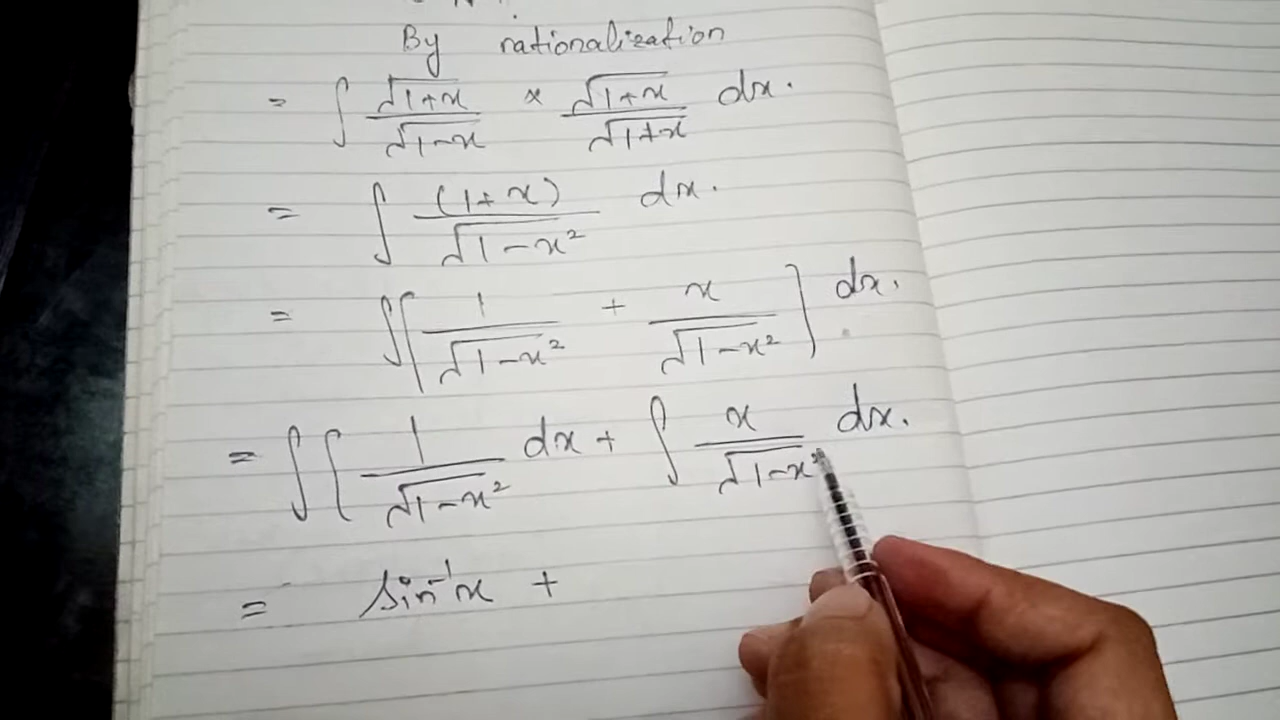 By rationalization
= ∫ √1+x / √1-x × √1+x / √1+x dx.
= ∫ (1+x) / √1-x² dx.
= ∫[ 1 / √1-x² + x / √1-x² ] dx.
= ∫[ 1 / √1-x² dx + ∫ x / √1-x² dx.
= sin⁻¹x +